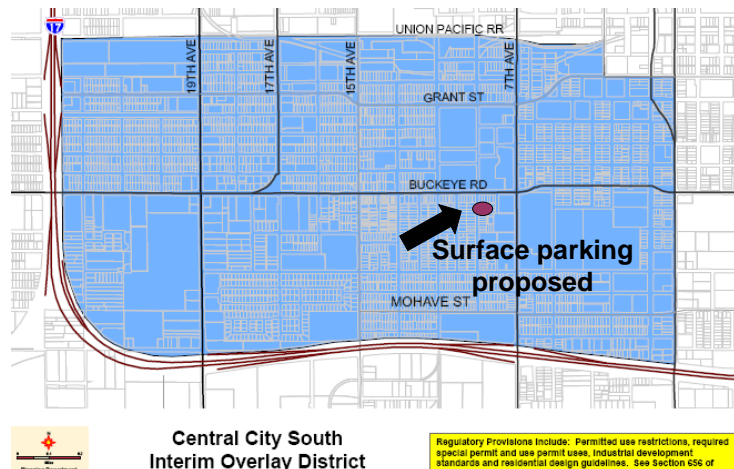 17
UNION PACIFIC RR
19TH AVE
17TH AVE
15TH AVE
7TH AVE
GRANT ST
BUCKEYE RD
Surface parking
proposed
MOHAVE ST
Central City South
Interim Overlay District
Regulatory Provisions Include: Permitted use restrictions, required
special permit and use permit uses, industrial development
standards and residential design guidelines. See Section 656 of